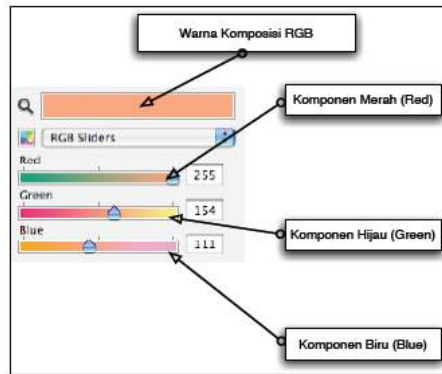 Warna Komposisi RGB
Komponen Merah (Red)
RGB Sliders
Red
255
Green
154
Komponen Hijau (Green)
Blue
111
Komponen Biru (Blue)